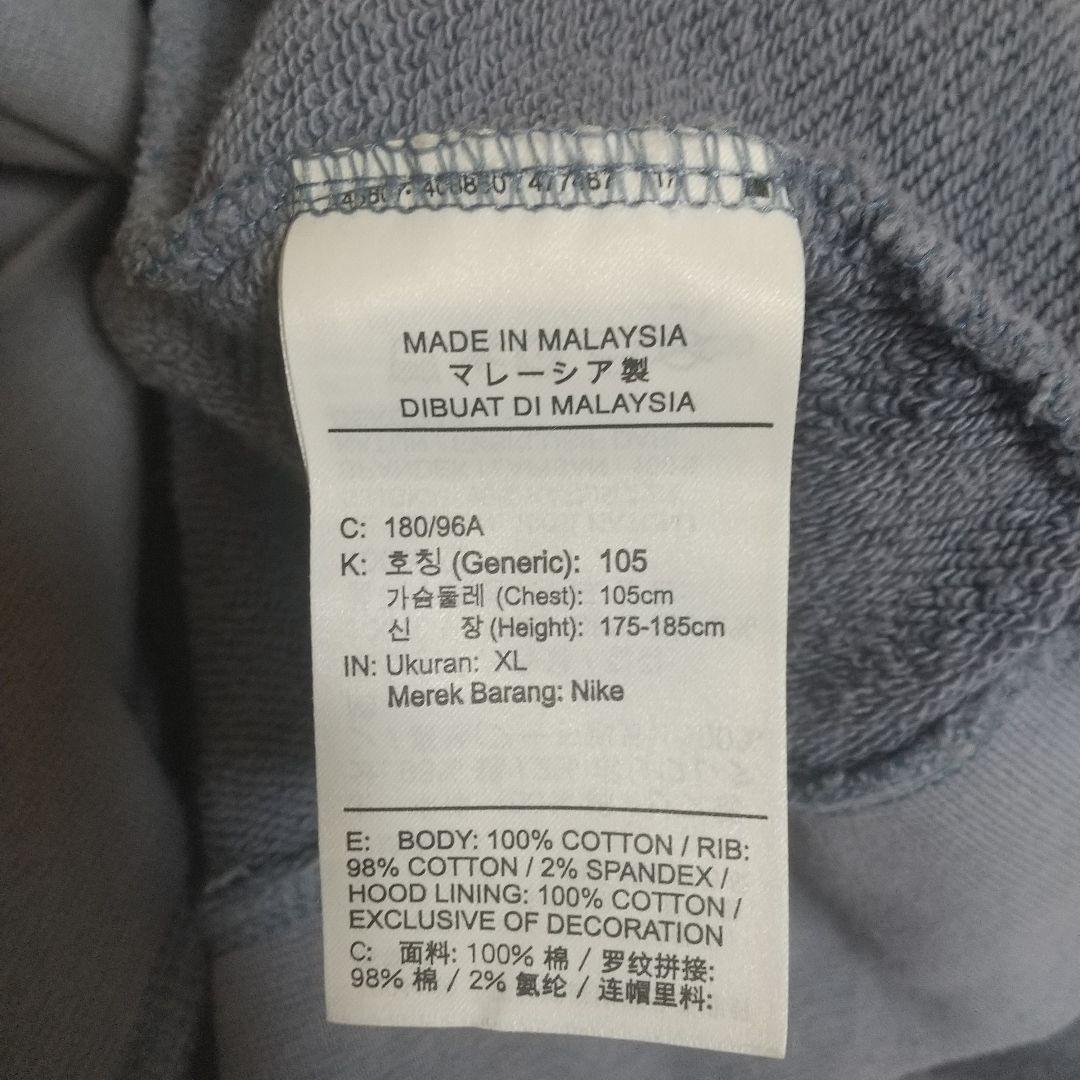 MADE IN MALAYSIA
マレーシア製
DIBUAT DI MALAYSIA
C: 180/96A
K: 호칭 (Generic): 105
가슴둘레 (Chest): 105cm
신 장 (Height): 175-185cm
IN: Ukuran: XL
Merek Barang: Nike
E: BODY: 100% COTTON / RIB:
98% COTTON / 2% SPANDEX /
HOOD LINING: 100% COTTON /
EXCLUSIVE OF DECORATION
C: 面料: 100% 棉 / 罗纹拼接:
98% 棉 / 2% 氨纶 / 连帽里料: